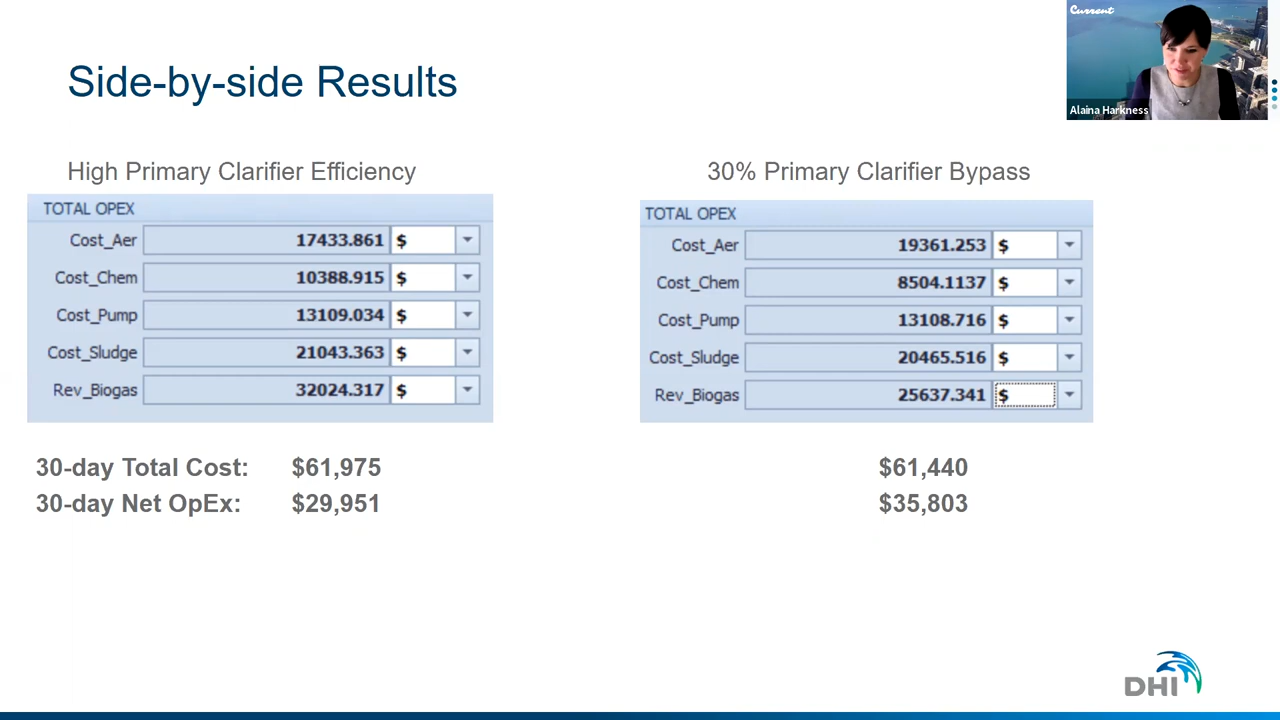 Current
Alaina Harkness
Side-by-side Results
High Primary Clarifier Efficiency
TOTAL OPEX
Cost_Aer 17433.861 $
Cost_Chem 10388.915 $
Cost_Pump 13109.034 $
Cost_Sludge 21043.363 $
Rev_Biogas 32024.317 $
30% Primary Clarifier Bypass
TOTAL OPEX
Cost_Aer 19361.253 $
Cost_Chem 8504.1137 $
Cost_Pump 13108.716 $
Cost_Sludge 20465.516 $
Rev_Biogas 25637.341 $
30-day Total Cost: $61,975 $61,440
30-day Net OpEx: $29,951 $35,803
DHI